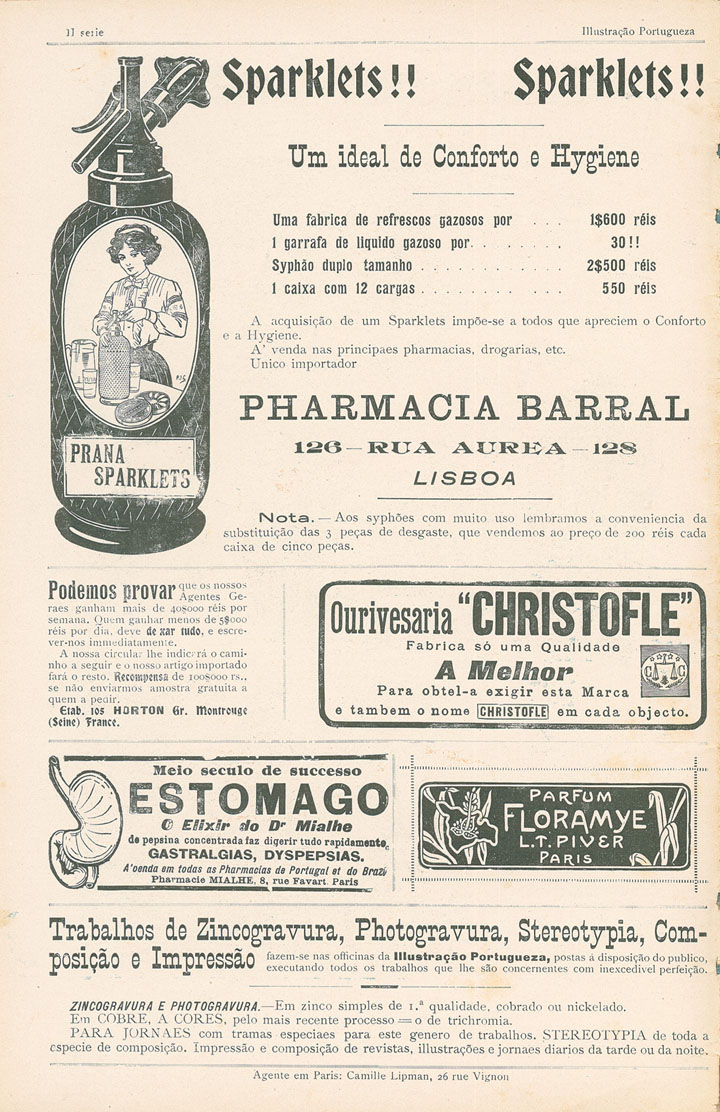 II serie
Illustração Portugueza
Sparklets!! Sparklets!!
Um ideal de Conforto e Hygiene
Uma fabrica de refrescos gazosos por . . . 1$600 réis
1 garrafa de liquido gazoso por. . . . . . . . 30!!
Syphão duplo tamanho . . . . . . . . . . . 2$500 réis
1 caixa com 12 cargas . . . . . . . . . . . 550 réis
A acquisição de um Sparklets impõe-se a todos que apreciem o Conforto
e a Hygiene.
A' venda nas principaes pharmacias, drogarias, etc.
Unico importador
PHARMACIA BARRAL
126—RUA AUREA—128
LISBOA
Nota.—Aos syphões com muito uso lembramos a conveniencia da
substituição das 3 peças de desgaste, que vendemos ao preço de 200 réis cada
caixa de cinco peças.
PRANA
SPARKLETS
Podemos provar que os nossos
Agentes Ge-
raes ganham mais de 40$000 réis por
semana. Quem ganhar menos de 5$000
réis por dia, deve deixar tudo, e escre-
ver-nos immediatamente.
A nossa circular lhe indicará o cami-
nho a seguir e o nosso artigo importado
fará o resto. Recompensa de 100$000 rs.,
se não enviarmos amostra gratuita a
quem a pedir.
Etab. 105 HORTON Gr. Montrouge
(Seine) France.
Ourivesaria "CHRISTOFLE"
Fabrica só uma Qualidade
A Melhor
Para obtel-a exigir esta Marca
e tambem o nome CHRISTOFLE em cada objecto.
C C
Meio seculo de successo
ESTOMAGO
O Elixir do Dr Mialhe
de pepsina concentrada faz digerir tudo rapidamente,
GASTRALGIAS, DYSPEPSIAS.
A'venda em todas as Pharmacias de Portugal et do Brazil
Pharmacie MIALHE, 8, rue Favart Paris
PARFUM
FLORAMYE
L.T. PIVER
PARIS
Trabalhos de Zincogravura, Photogravura, Stereotypia, Com-
posição e Impressão fazem-se nas officinas da Illustração Portugueza, postas á disposição do publico,
executando todos os trabalhos que lhe são concernentes com inexcedivel perfeição.
ZINCOGRAVURA E PHOTOGRAVURA.—Em zinco simples de 1.ª qualidade, cobrado ou nickelado.
Em COBRE, A CORES, pelo mais recente processo=o de trichomia.
PARA JORNAES com tramas especiaes para este genero de trabalhos. STEREOTYPIA de toda a
especie de composição. Impressão e composição de revistas, illustrações e jornaes diarios da tarde ou da noite.
Agente em Paris: Camille Lipman, 26 rue Vignon